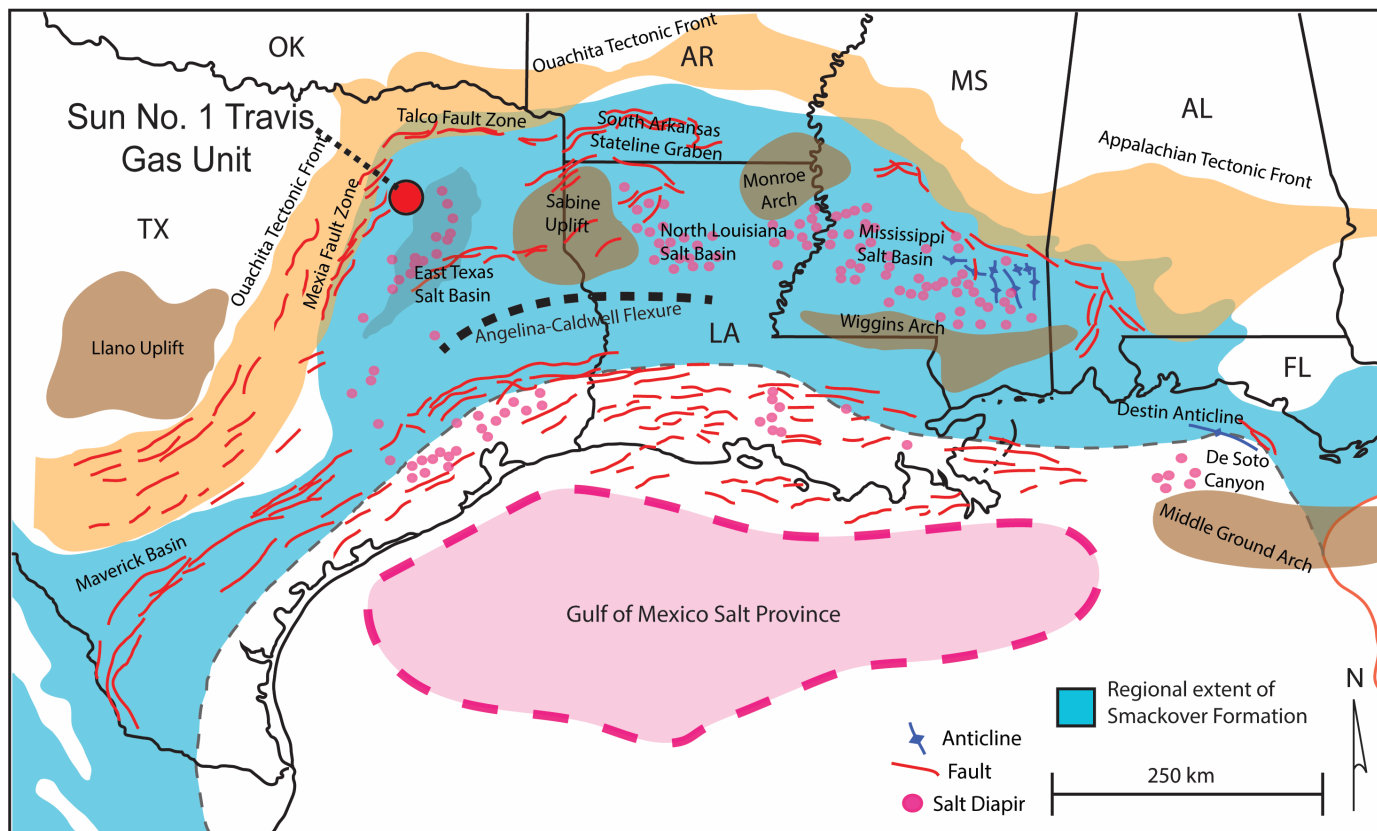 OK
Ouachita Tectonic Front
AR
MS
AL
Sun No. 1 Travis
Gas Unit
Talco Fault Zone
South Arkansas
Stateline Graben
Appalachian Tectonic Front
TX
Ouachita Tectonic Front
Mexia Fault Zone
Sabine
Uplift
Monroe
Arch
North Louisiana
Salt Basin
Mississippi
Salt Basin
East Texas
Salt Basin
Angelina-Caldwell Flexure
LA
Wiggins Arch
Llano Uplift
FL
Destin Anticline
De Soto
Canyon
Middle Ground Arch
Maverick Basin
Gulf of Mexico Salt Province
N
Regional extent of
Smackover Formation
Anticline
Fault
Salt Diapir
250 km